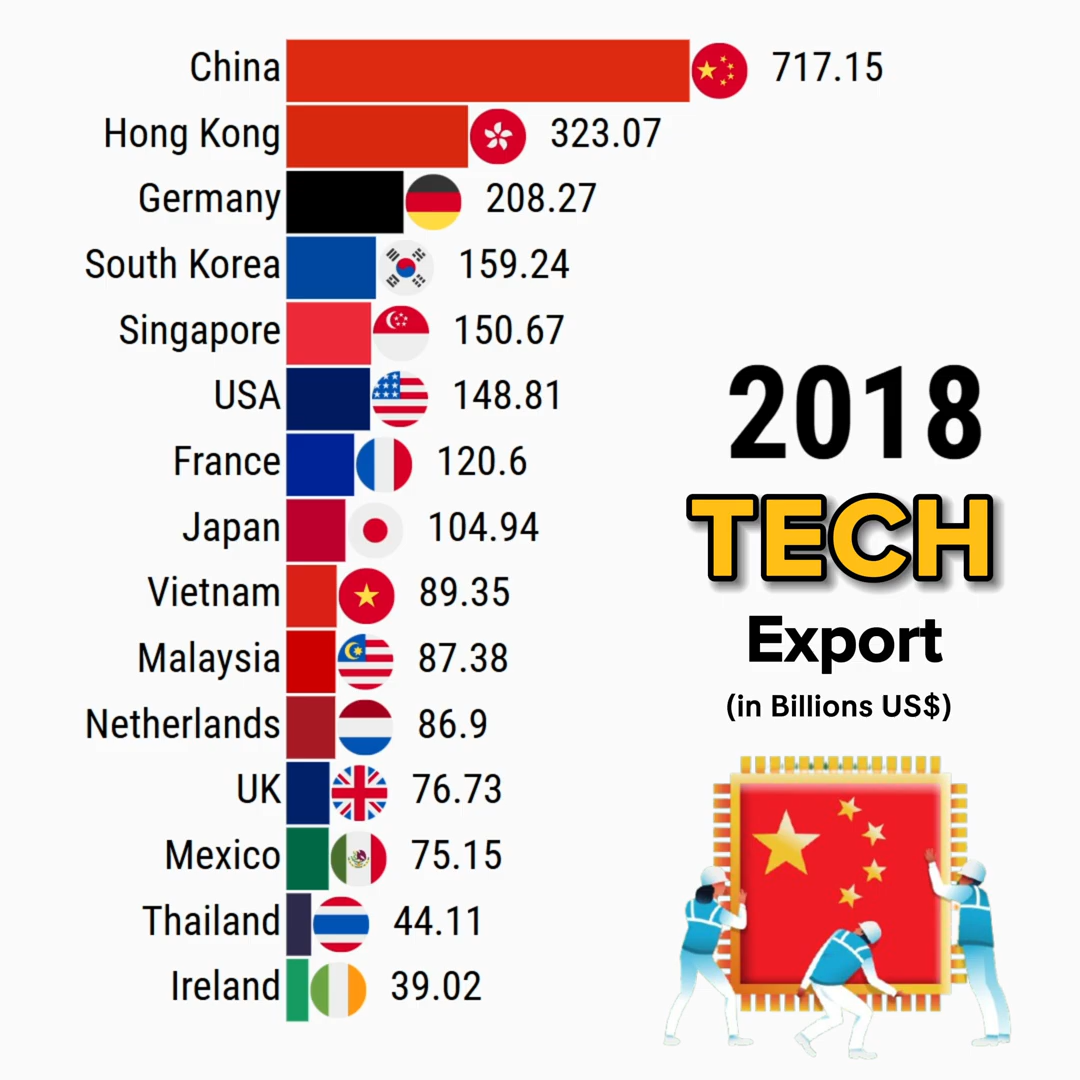 China 717.15
Hong Kong 323.07
Germany 208.27
South Korea 159.24
Singapore 150.67
USA 148.81
France 120.6
Japan 104.94
Vietnam 89.35
Malaysia 87.38
Netherlands 86.9
UK 76.73
Mexico 75.15
Thailand 44.11
Ireland 39.02
2018
TECH
Export
(in Billions US$)